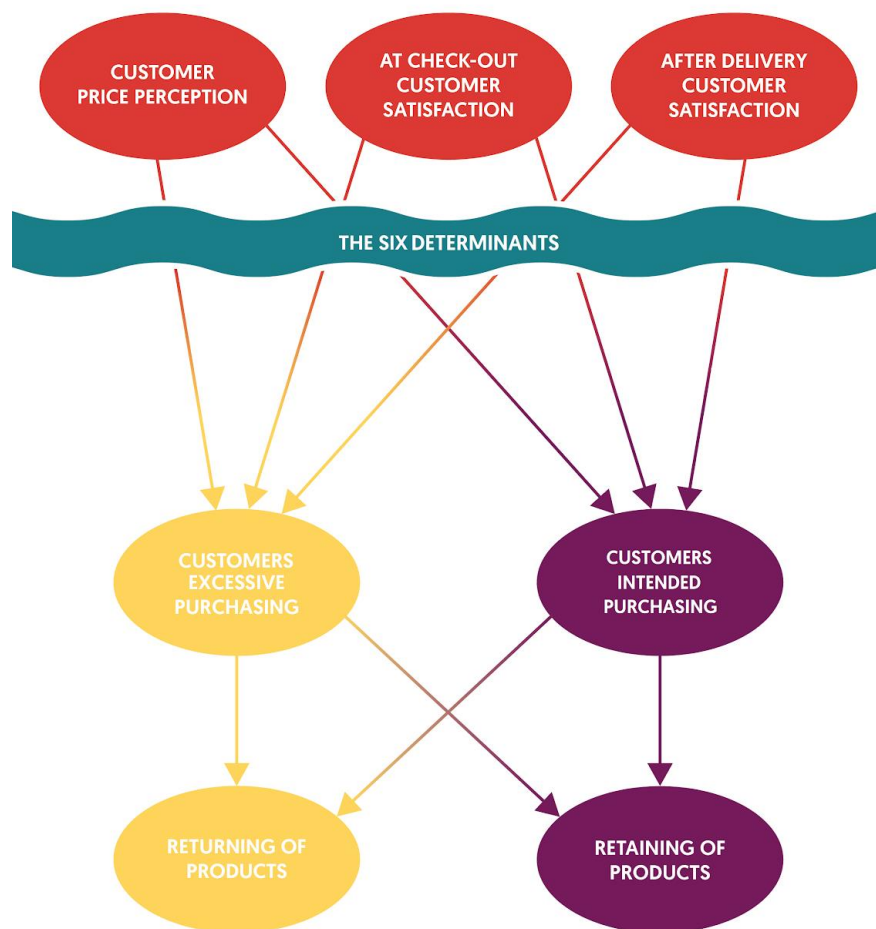 CUSTOMER
PRICE PERCEPTION
AT CHECK-OUT
CUSTOMER
SATISFACTION
AFTER DELIVERY
CUSTOMER
SATISFACTION
THE SIX DETERMINANTS
CUSTOMERS
EXCESSIVE
PURCHASING
CUSTOMERS
INTENDED
PURCHASING
RETURNING OF
PRODUCTS
RETAINING OF
PRODUCTS